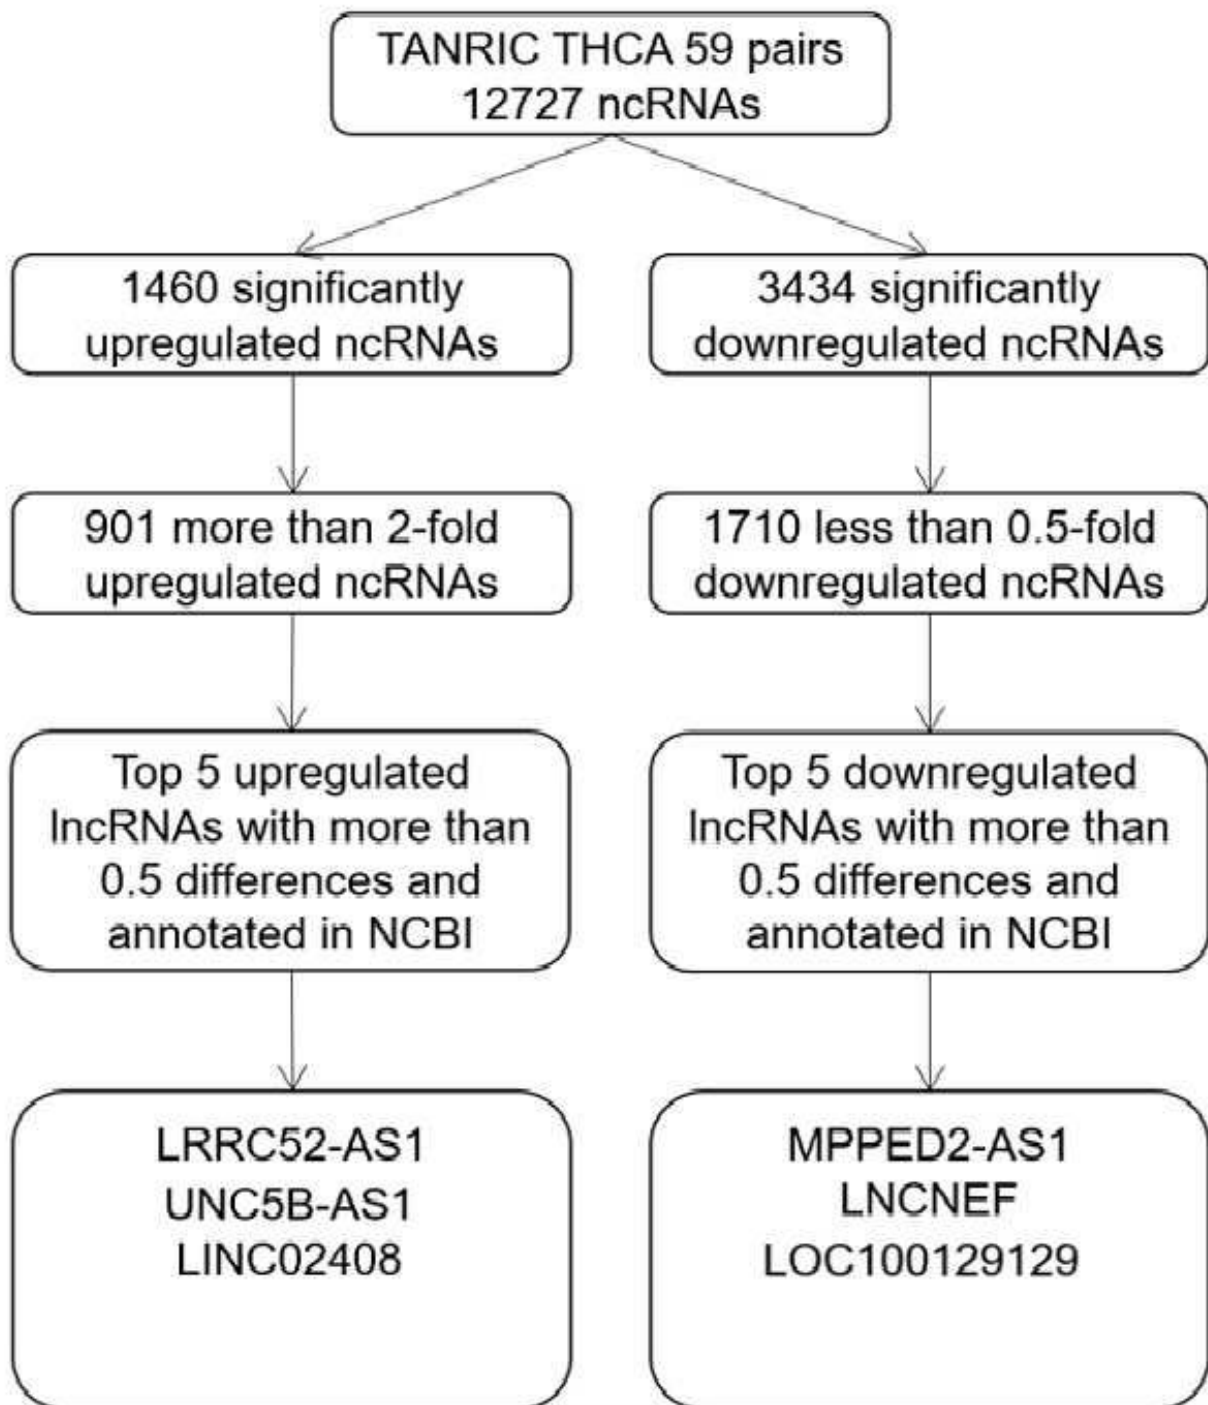 TANRIC THCA 59 pairs
12727 ncRNAs
1460 significantly
upregulated ncRNAs
3434 significantly
downregulated ncRNAs
901 more than 2-fold
upregulated ncRNAs
1710 less than 0.5-fold
downregulated ncRNAs
Top 5 upregulated
lncRNAs with more than
0.5 differences and
annotated in NCBI
Top 5 downregulated
lncRNAs with more than
0.5 differences and
annotated in NCBI
LRRC52-AS1
UNC5B-AS1
LINC02408
MPPED2-AS1
LNCNEF
LOC100129129